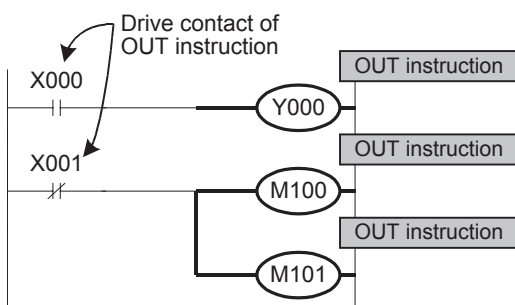 Drive contact of
OUT instruction
OUT instruction
X000
Y000
OUT instruction
X001
M100
OUT instruction
M101